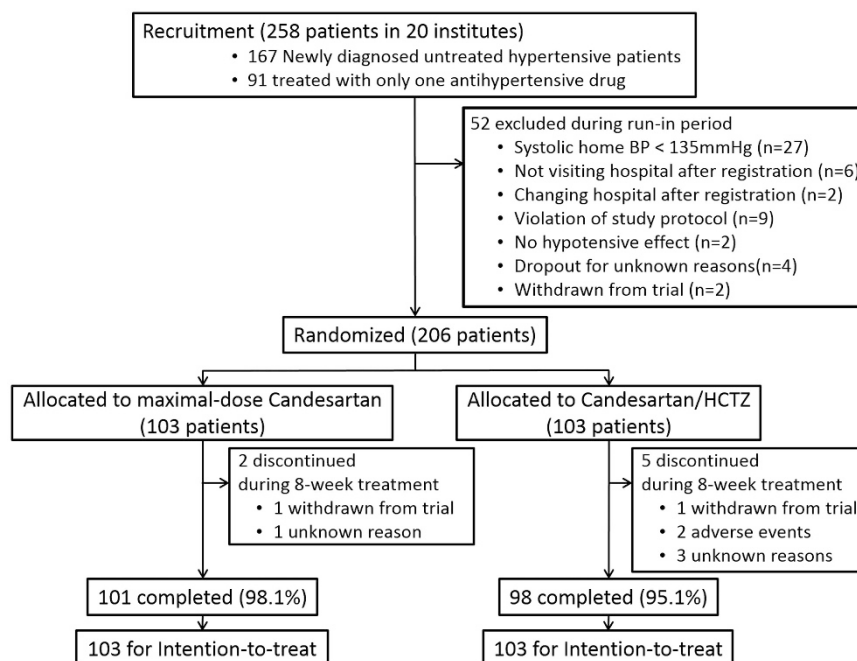 Recruitment (258 patients in 20 institutes)
• 167 Newly diagnosed untreated hypertensive patients
• 91 treated with only one antihypertensive drug
52 excluded during run-in period
• Systolic home BP < 135mmHg (n=27)
• Not visiting hospital after registration (n=6)
• Changing hospital after registration (n=2)
• Violation of study protocol (n=9)
• No hypotensive effect (n=2)
• Dropout for unknown reasons(n=4)
• Withdrawn from trial (n=2)
Randomized (206 patients)
Allocated to maximal-dose Candesartan
(103 patients)
Allocated to Candesartan/HCTZ
(103 patients)
2 discontinued
during 8-week treatment
• 1 withdrawn from trial
• 1 unknown reason
5 discontinued
during 8-week treatment
• 1 withdrawn from trial
• 2 adverse events
• 3 unknown reasons
101 completed (98.1%)
98 completed (95.1%)
103 for Intention-to-treat
103 for Intention-to-treat